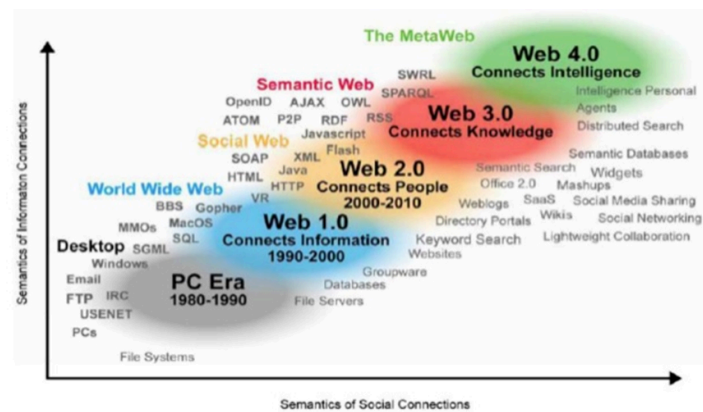 The MetaWeb
Web 4.0
Connects Intelligence
SWRL
Semantic Web
SPARQL
Intelligence Personal
Agents
OpenID AJAX OWL
Web 3.0
Connects Knowledge
ATOM P2P RDF RSS
Distributed Search
Javascript
Social Web
Flash
SOAP XML
Semantic Databases
Web 2.0
Connects People
2000-2010
HTML Java
Semantic Search Widgets
HTTP
Office 2.0 Mashups
World Wide Web
VR
Weblogs SaaS Social Media Sharing
BBS Gopher
Wikis Social Networking
Web 1.0
Connects Information
1990-2000
MMOs MacOS
Directory Portals
SQL
Keyword Search Lightweight Collaboration
Desktop SGML
Websites
Windows
Groupware
Email
PC Era
1980-1990
Databases
FTP IRC
File Servers
USENET
PCs
File Systems
Semantics of Informaton Connections
Semantics of Social Connections